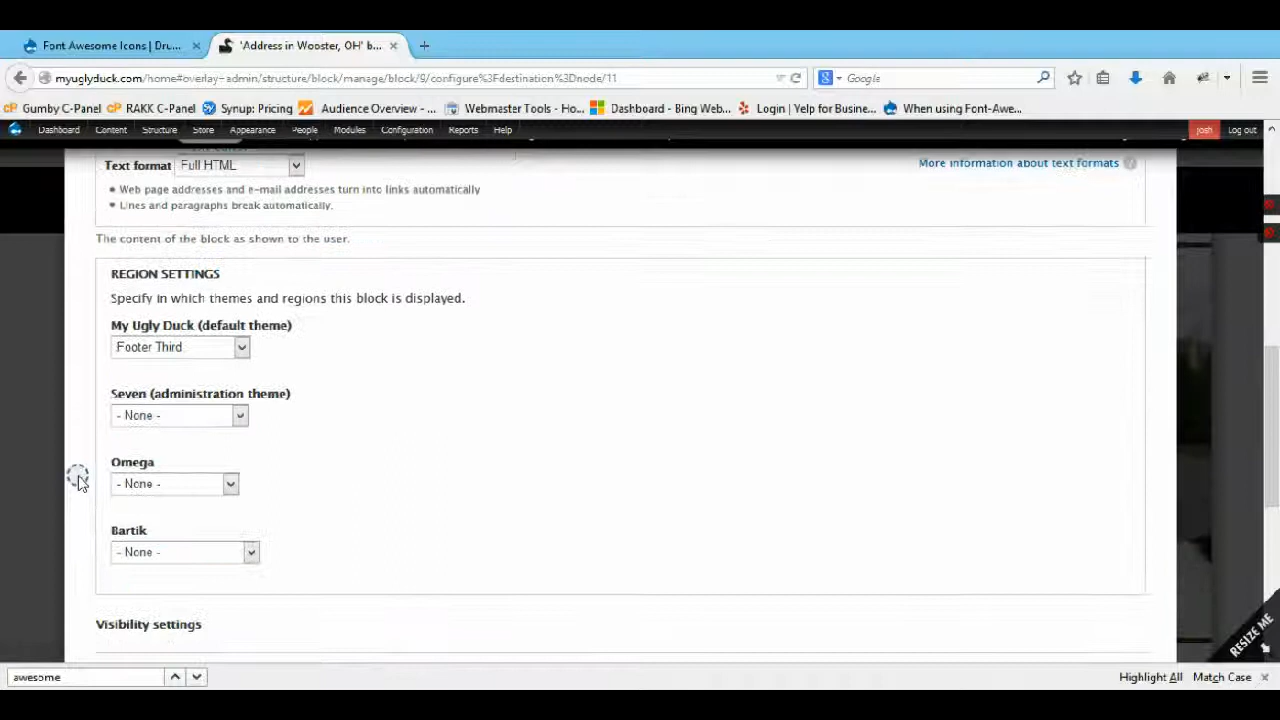 Font Awesome Icons | Dru...
'Address in Wooster, OH' b...
myuglyduck.com/home#overlay-admin/structure/block/manage/block/9/configure%3Fdestination%3Dnode/11
Google
Gumby C-Panel RAKK C-Panel Synup: Pricing Audience Overview - ... Webmaster Tools - Ho... Dashboard - Bing Web... Login | Yelp for Busine... When using Font-Awe...
Dashboard Content Structure Store Appearance People Modules Configuration Reports Help josh Log out
Text format Full HTML More information about text formats
Web page addresses and e-mail addresses turn into links automatically
Lines and paragraphs break automatically.
The content of the block as shown to the user.
REGION SETTINGS
Specify in which themes and regions this block is displayed.
My Ugly Duck (default theme)
Footer Third
Seven (administration theme)
- None -
Omega
- None -
Bartik
- None -
Visibility settings
RESIZE ME
awesome Highlight All Match Case